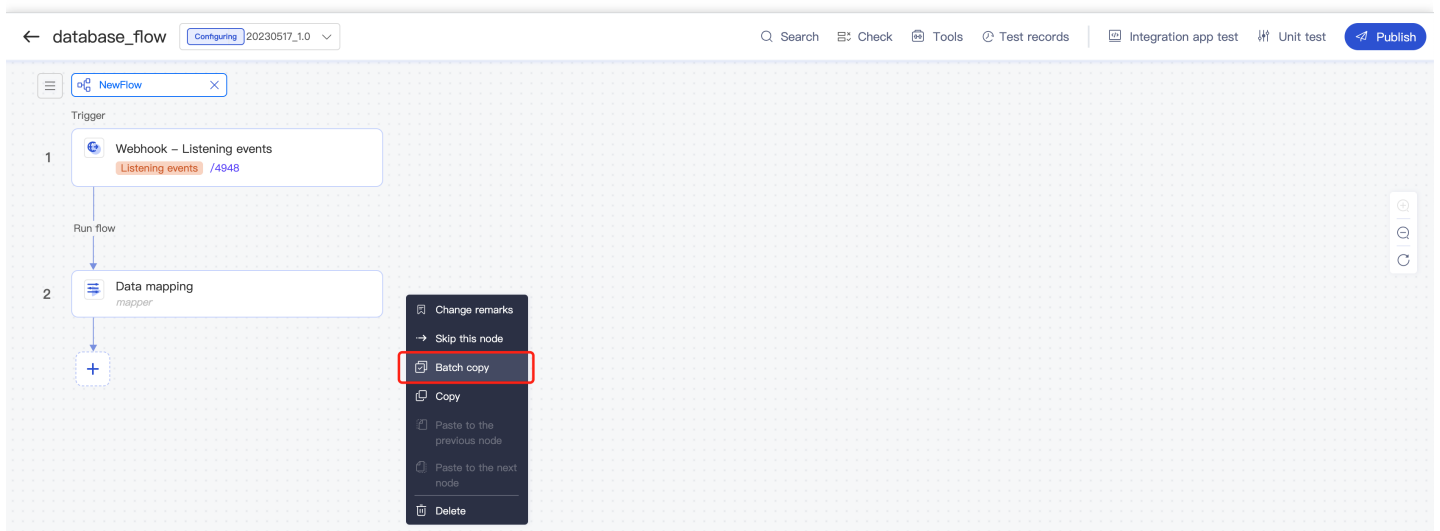 database_flow Configuring 20230517_1.0 Search Check Tools Test records Integration app test Unit test Publish
NewFlow
Trigger
1 Webhook – Listening events
Listening events /4948
Run flow
2 Data mapping
mapper
Change remarks
Skip this node
Batch copy
Copy
Paste to the
previous node
Paste to the next
node
Delete